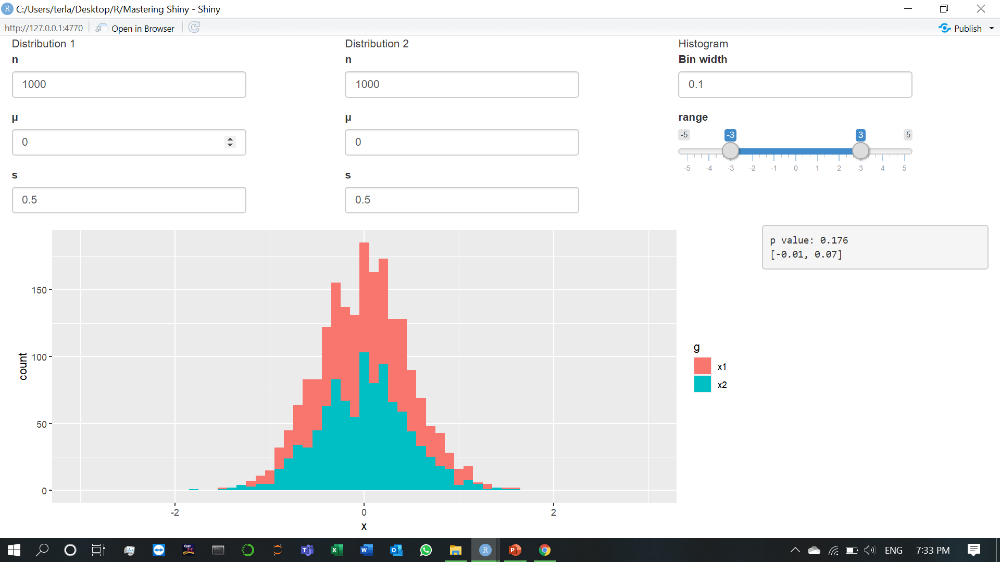 R C:/Users/terla/Desktop/R/Mastering Shiny - Shiny
http://127.0.0.1:4770 Open in Browser Publish
Distribution 1
n
1000
μ
0
s
0.5
Distribution 2
n
1000
μ
0
s
0.5
Histogram
Bin width
0.1
range
-5 -3 3 5
-5 -4 -3 -2 -1 0 1 2 3 4 5
p value: 0.176
[-0.01, 0.07]
count
150
100
50
0
-2 0 2
x
g
x1
x2
ENG 7:33 PM